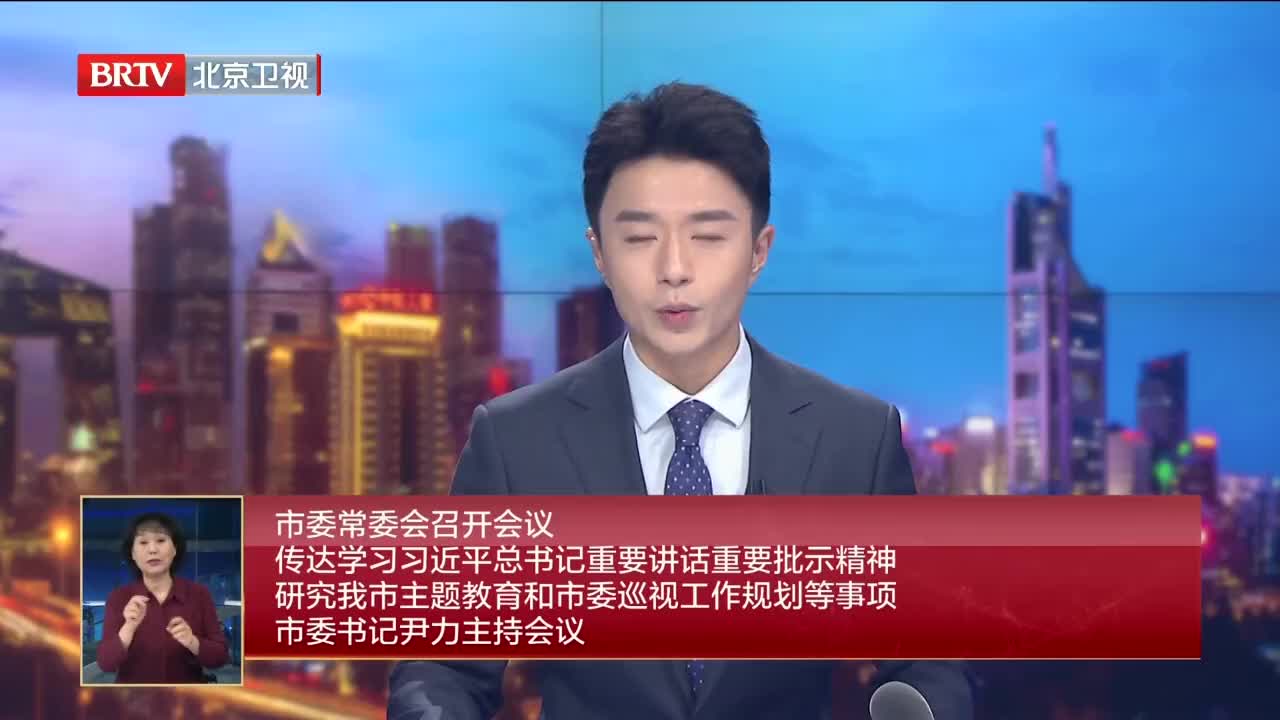 BRTV 北京卫视
市委常委会召开会议
传达学习习近平总书记重要讲话重要批示精神
研究我市主题教育和市委巡视工作规划等事项
市委书记尹力主持会议